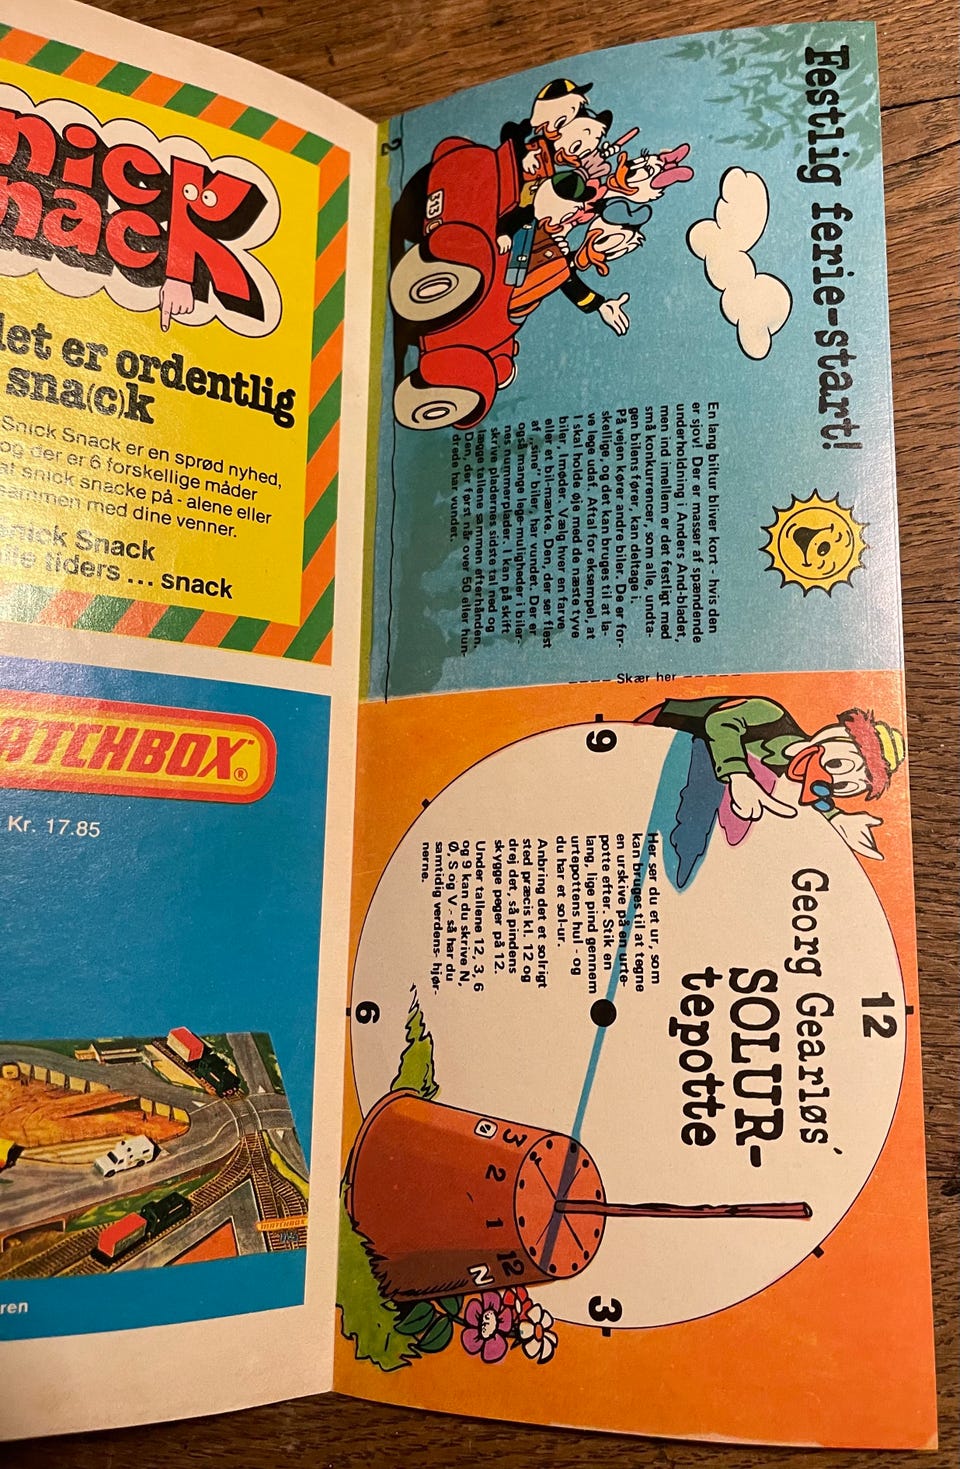 nick
nack
det er ordentlig
sna(c)k
Snick Snack er en sprød nyhed,
og der er 6 forskellige måder
at snick snacke på - alene eller
sammen med dine venner.
nick Snack
lle tiders ... snack
MATCHBOX®
Kr. 17.85
MATCHBOX
ren
2
Festlig ferie-start!
313
En lang biltur bliver kort - hvis den
er sjov! Der er masser af spændende
underholdning i Anders And-bladet,
men ind imellem er det festligt med
små konkurrencer, som alle, undta-
gen bilens fører, kan deltage i.
På vejen kører andre biler. De er for-
skellige, og det kan bruges til at la-
ve lege udaf. Aftal for eksempel, at
I skal holde øje med de næste tyve
biler, I møder. Vælg hver en farve
eller et bil-mærke. Den, der ser flest
af „sine” biler, har vundet. Der er
også mange lege-muligheder i biler-
nes nummerplader. I kan på skift
skrive pladernes sidste tal ned og
lægge tallene sammen efterhånden.
Den, der først når over 50 eller hun-
drede har vundet.
Skær her
Georg Gearløs'
SOLUR-
tepotte
12
9
6
3
Her ser du et ur, som
kan bruges til at tegne
en urskive på en urte-
potte efter. Stik en
lang, lige pind gennem
urtepottens hul - og
du har et sol-ur.
Anbring det et solrigt
sted præcis kl. 12 og
drej det, så pindens
skygge peger på 12.
Under tallene 12, 3, 6
og 9 kan du skrive N,
Ø, S og V - så har du
samtidig verdens-hjør-
nerne.
3 2 1 12
Ø N